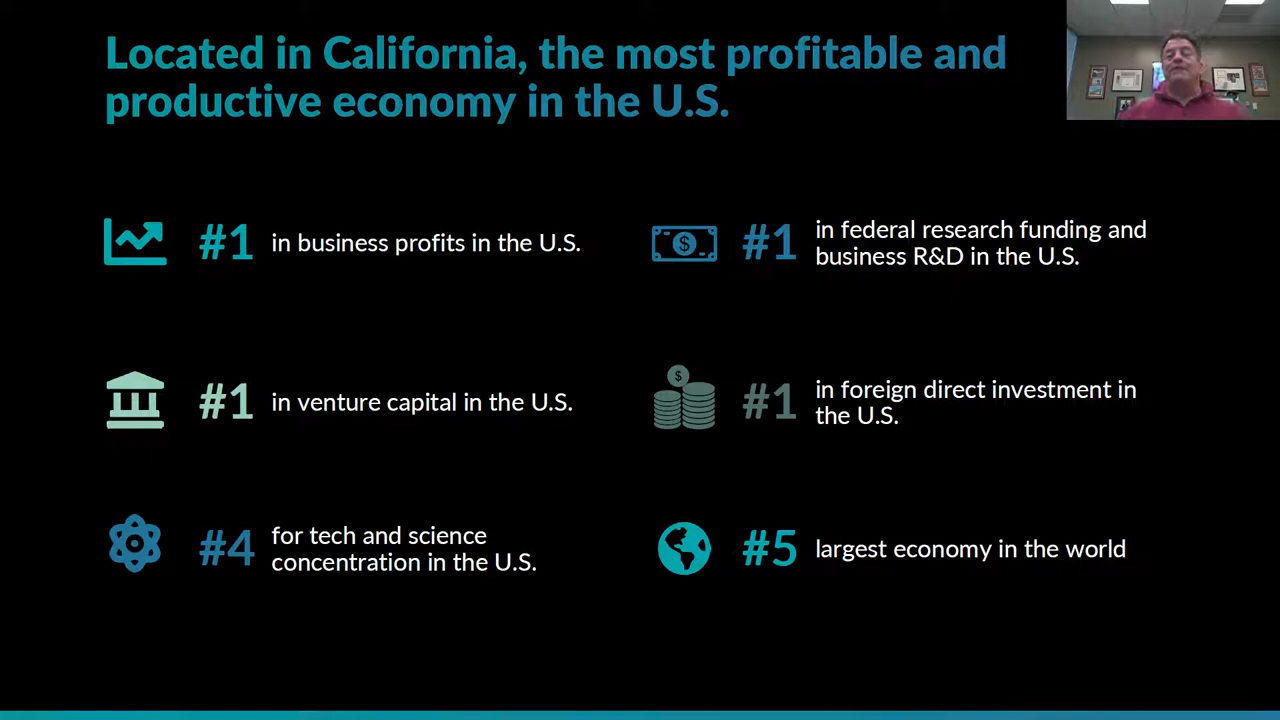 Located in California, the most profitable and
productive economy in the U.S.
#1 in business profits in the U.S.
$ #1 in federal research funding and
business R&D in the U.S.
#1 in venture capital in the U.S.
$ #1 in foreign direct investment in
the U.S.
#4 for tech and science
concentration in the U.S.
#5 largest economy in the world